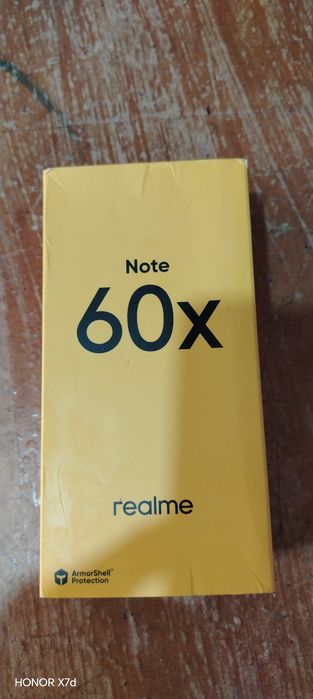 Note
60x
realme
ArmorShell™
Protection
HONOR X7d